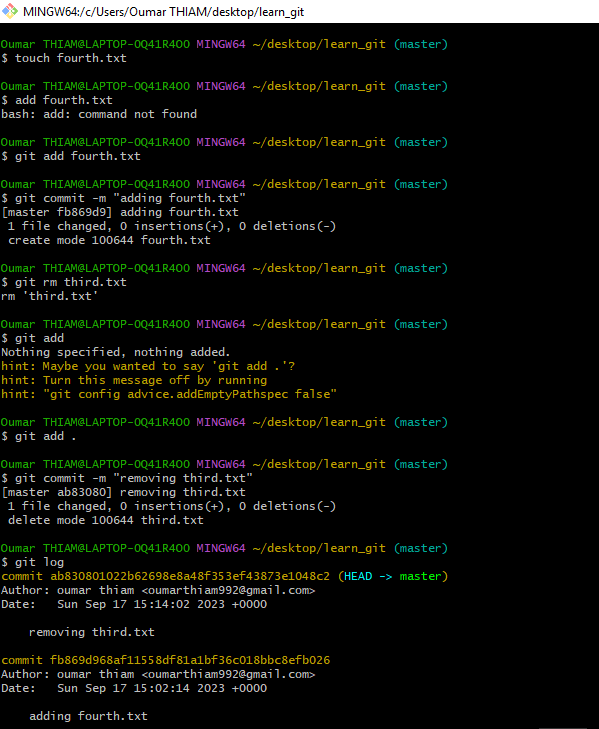 MINGW64:/c/Users/Oumar THIAM/desktop/learn_git
Oumar THIAM@LAPTOP-0Q41R4OO MINGW64 ~/desktop/learn_git (master)
$ touch fourth.txt
Oumar THIAM@LAPTOP-0Q41R4OO MINGW64 ~/desktop/learn_git (master)
$ add fourth.txt
bash: add: command not found
Oumar THIAM@LAPTOP-0Q41R4OO MINGW64 ~/desktop/learn_git (master)
$ git add fourth.txt
Oumar THIAM@LAPTOP-0Q41R4OO MINGW64 ~/desktop/learn_git (master)
$ git commit -m "adding fourth.txt"
[master fb869d9] adding fourth.txt
 1 file changed, 0 insertions(+), 0 deletions(-)
 create mode 100644 fourth.txt
Oumar THIAM@LAPTOP-0Q41R4OO MINGW64 ~/desktop/learn_git (master)
$ git rm third.txt
rm 'third.txt'
Oumar THIAM@LAPTOP-0Q41R4OO MINGW64 ~/desktop/learn_git (master)
$ git add
Nothing specified, nothing added.
hint: Maybe you wanted to say 'git add .'?
hint: Turn this message off by running
hint: "git config advice.addEmptyPathspec false"
Oumar THIAM@LAPTOP-0Q41R4OO MINGW64 ~/desktop/learn_git (master)
$ git add .
Oumar THIAM@LAPTOP-0Q41R4OO MINGW64 ~/desktop/learn_git (master)
$ git commit -m "removing third.txt"
[master ab83080] removing third.txt
 1 file changed, 0 insertions(+), 0 deletions(-)
 delete mode 100644 third.txt
Oumar THIAM@LAPTOP-0Q41R4OO MINGW64 ~/desktop/learn_git (master)
$ git log
commit ab830801022b62698e8a48f353ef43873e1048c2 (HEAD -> master)
Author: oumar thiam <oumarthiam992@gmail.com>
Date:   Sun Sep 17 15:14:02 2023 +0000
    removing third.txt
commit fb869d968af11558df81a1bf36c018bbc8efb026
Author: oumar thiam <oumarthiam992@gmail.com>
Date:   Sun Sep 17 15:02:14 2023 +0000
    adding fourth.txt